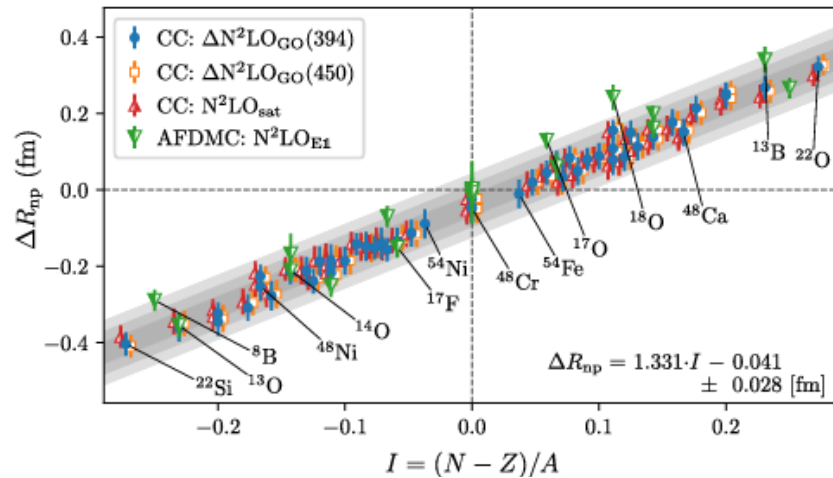 CC: ΔN²LO_GO(394)
CC: ΔN²LO_GO(450)
CC: N²LO_sat
AFDMC: N²LO_E1
ΔR_np (fm)
0.4
0.2
0.0
−0.2
−0.4
¹³B
²²O
¹⁸O
⁴⁸Ca
¹⁷O
⁵⁴Fe
⁴⁸Cr
⁵⁴Ni
¹⁷F
¹⁴O
⁴⁸Ni
⁸B
¹³O
²²Si
ΔR_np = 1.331·I − 0.041
± 0.028 [fm]
−0.2 −0.1 0.0 0.1 0.2
I = (N − Z)/A